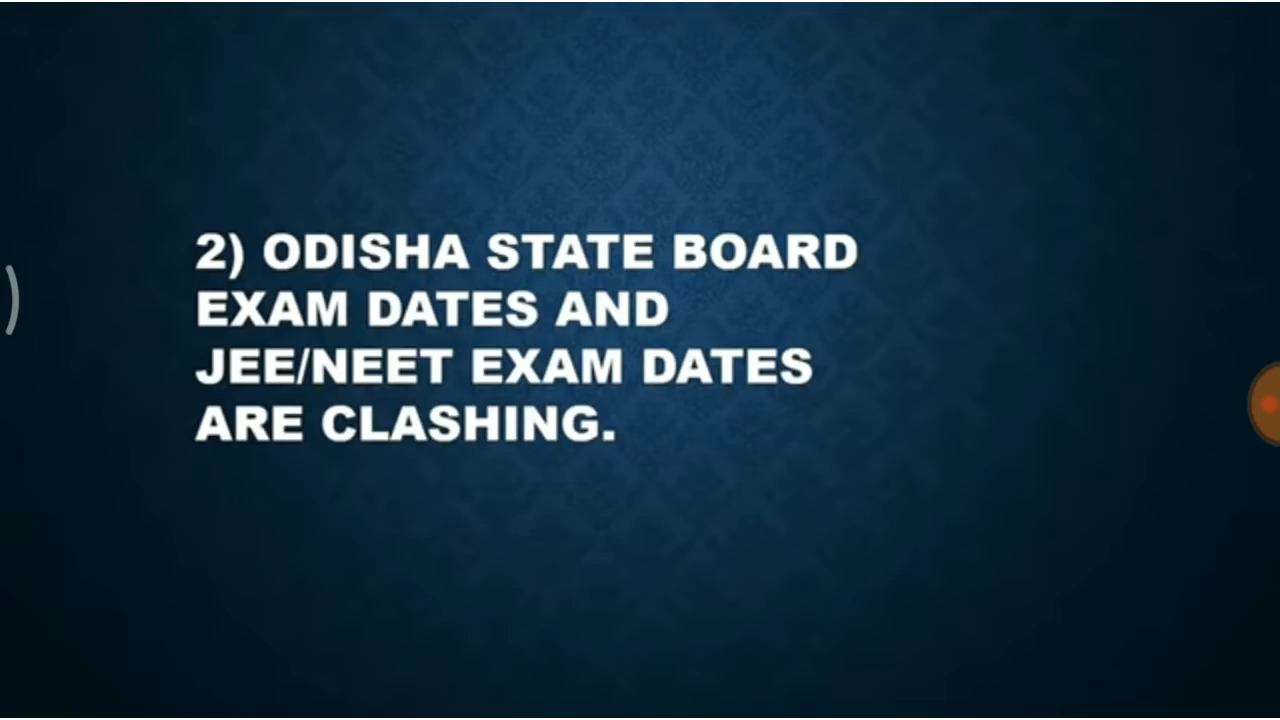 2) ODISHA STATE BOARD
EXAM DATES AND
JEE/NEET EXAM DATES
ARE CLASHING.